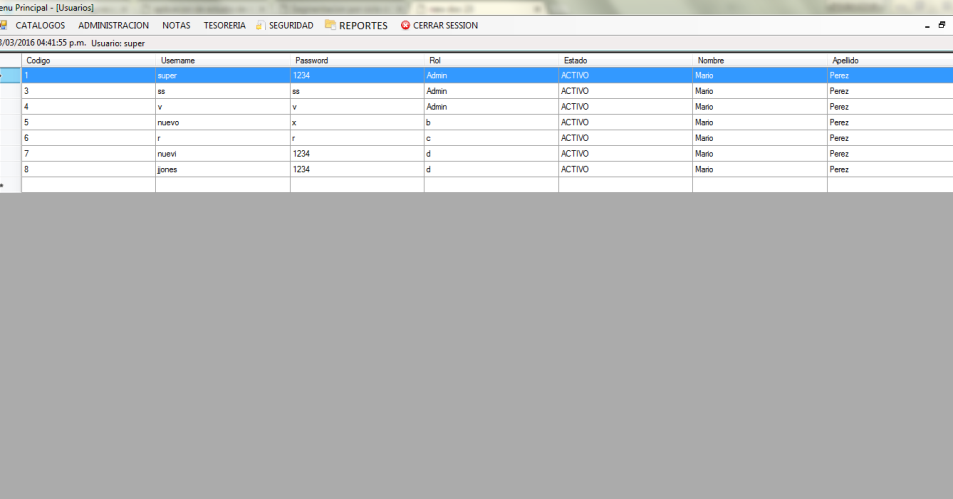 enu Principal - [Usuarios]
CATALOGOS ADMINISTRACION NOTAS TESORERIA SEGURIDAD REPORTES CERRAR SESSION
/03/2016 04:41:55 p.m. Usuario: super
Codigo Username Password Rol Estado Nombre Apellido
1 super 1234 Admin ACTIVO Mario Perez
3 ss ss Admin ACTIVO Mario Perez
4 v v Admin ACTIVO Mario Perez
5 nuevo x b ACTIVO Mario Perez
6 r r c ACTIVO Mario Perez
7 nuevi 1234 d ACTIVO Mario Perez
8 jjones 1234 d ACTIVO Mario Perez